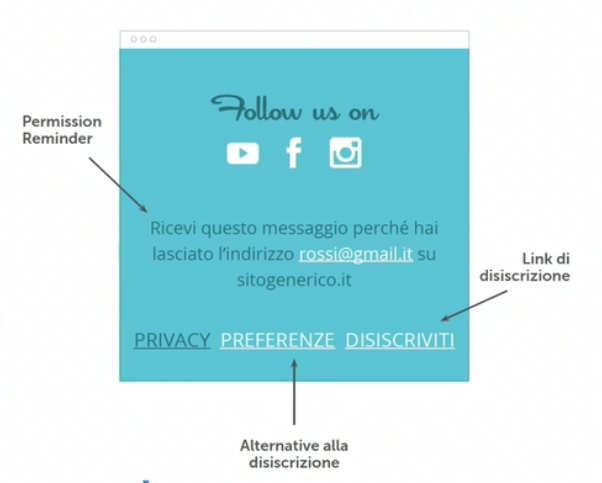 Follow us on
Permission
Reminder
Ricevi questo messaggio perché hai
lasciato l'indirizzo rossi@gmail.it su
sitogenerico.it
Link di
disiscrizione
PRIVACY PREFERENZE DISISCRIVITI
Alternative alla
disiscrizione